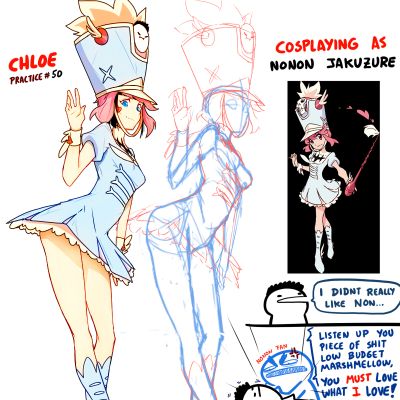 CHLOE
PRACTICE #50
COSPLAYING AS
NONON JAKUZURE
I DIDNT REALLY
LIKE NON...
NONON FAN
LISTEN UP YOU
PIECE OF SHIT
LOW BUDGET
MARSHMELLOW,
YOU MUST LOVE
WHAT I LOVE!